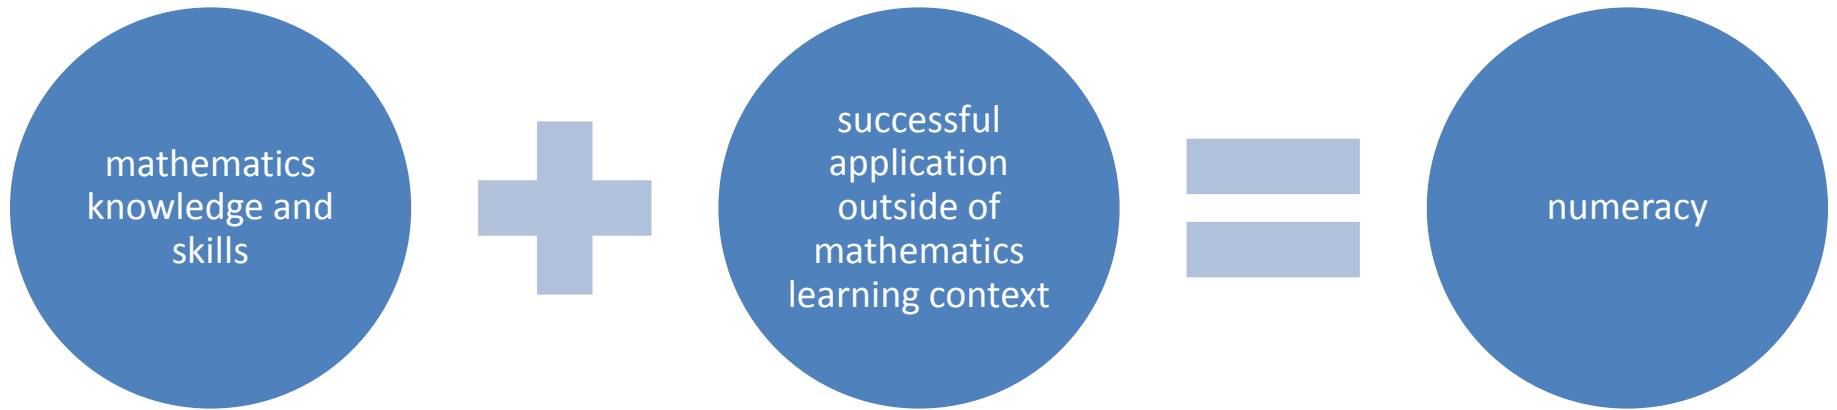 mathematics
knowledge and
skills
successful
application
outside of
mathematics
learning context
numeracy